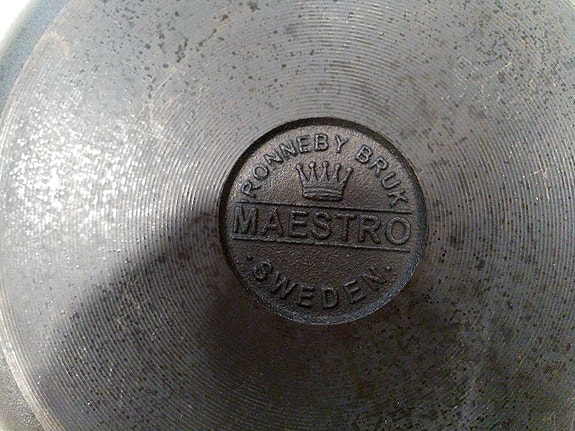 RONNEBY BRUK
MAESTRO
· SWEDEN ·